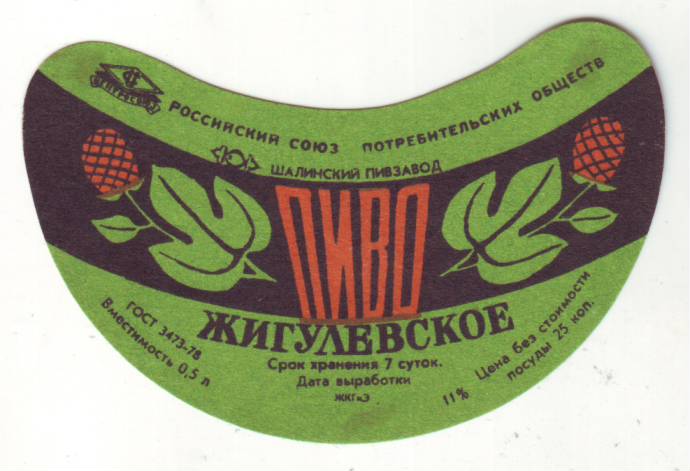 РОССИЙСКИЙ СОЮЗ ПОТРЕБИТЕЛЬСКИХ ОБЩЕСТВ
ШАЛИНСКИЙ ПИВЗАВОД
ПИВО
ЖИГУЛЕВСКОЕ
ГОСТ 3473-78
Вместимость 0,5 л
Срок хранения 7 суток.
Дата выработки
11% Цена без стоимости
посуды 25 коп.